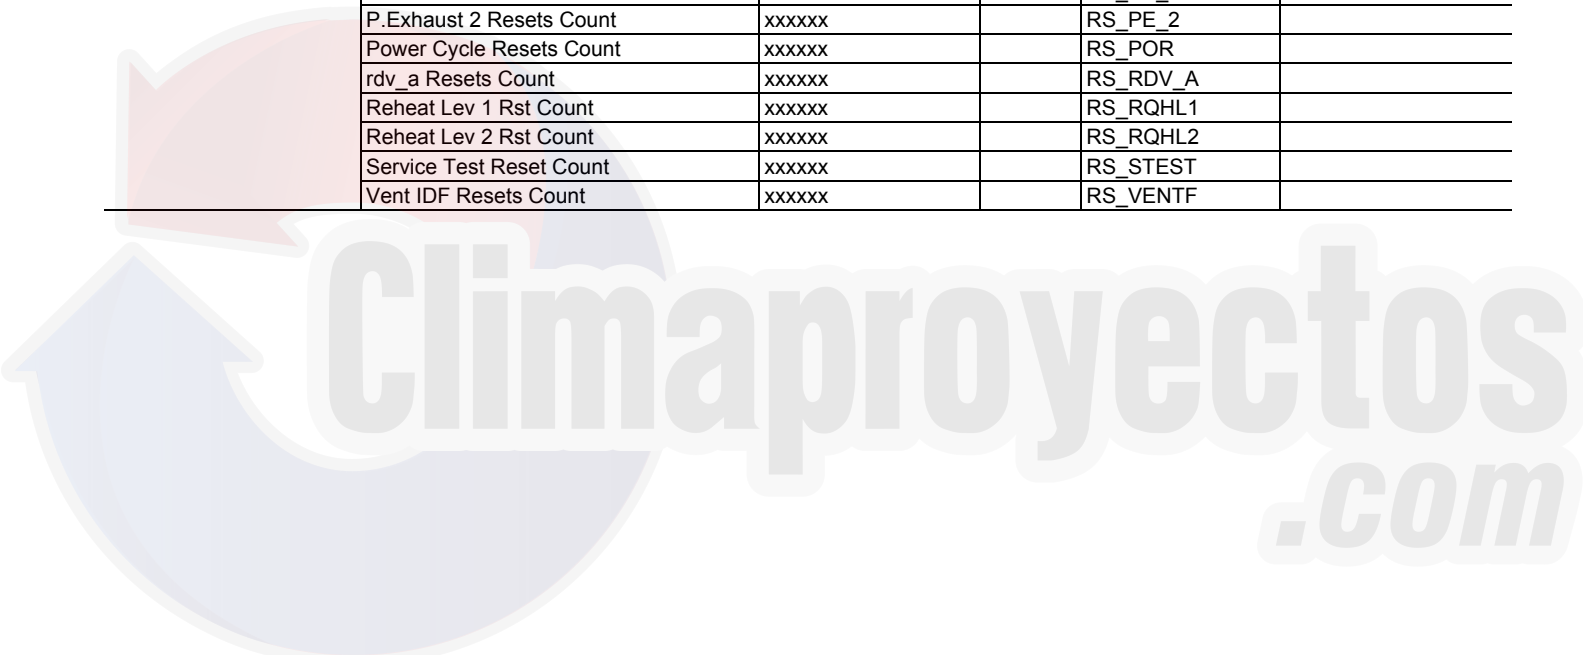 P.Exhaust 2 Resets Count xxxxxx RS_PE_2
Power Cycle Resets Count xxxxxx RS_POR
rdv_a Resets Count xxxxxx RS_RDV_A
Reheat Lev 1 Rst Count xxxxxx RS_RQHL1
Reheat Lev 2 Rst Count xxxxxx RS_RQHL2
Service Test Reset Count xxxxxx RS_STEST
Vent IDF Resets Count xxxxxx RS_VENTF
Climaproyectos
.com